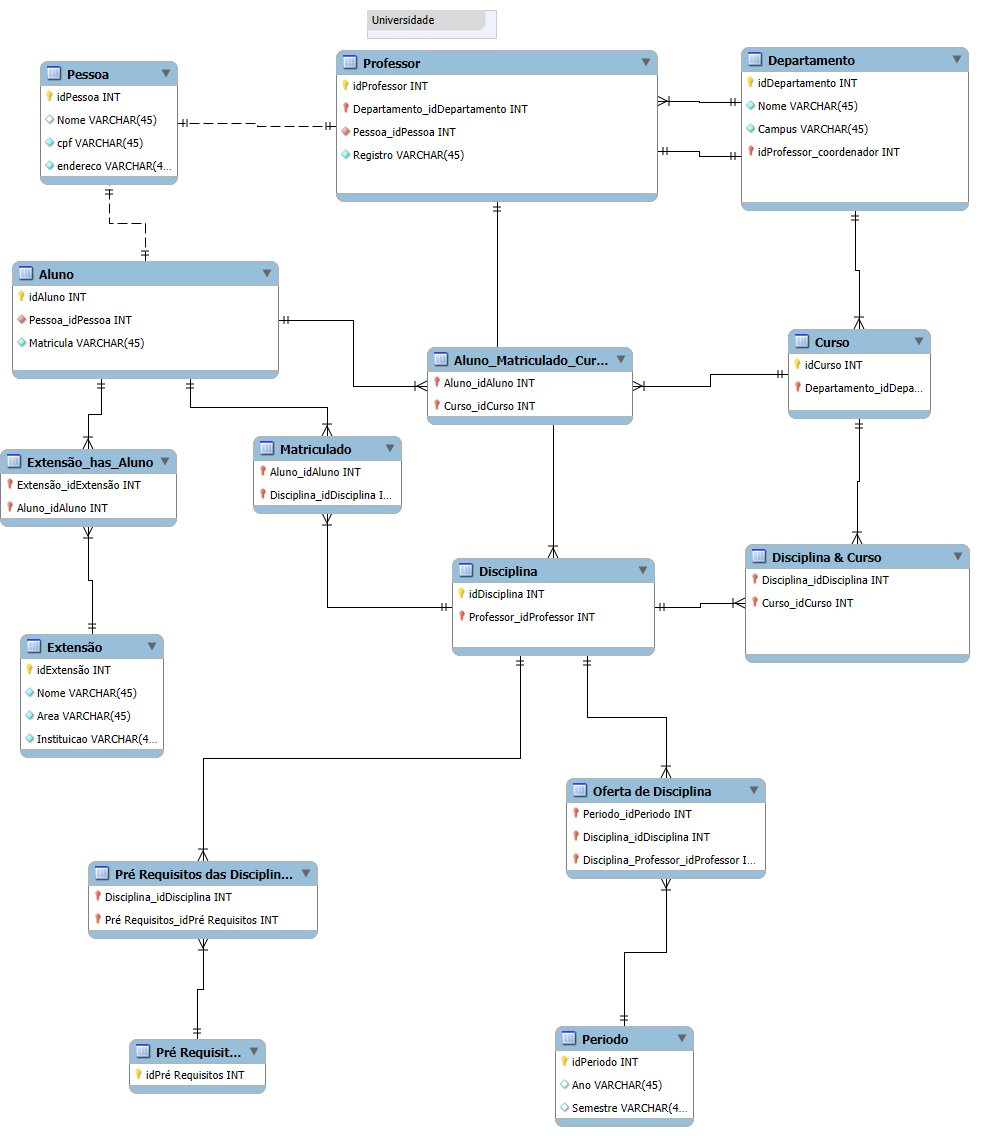 Universidade
Pessoa
idPessoa INT
Nome VARCHAR(45)
cpf VARCHAR(45)
endereco VARCHAR(4...
Professor
idProfessor INT
Departamento_idDepartamento INT
Pessoa_idPessoa INT
Registro VARCHAR(45)
Departamento
idDepartamento INT
Nome VARCHAR(45)
Campus VARCHAR(45)
idProfessor_coordenador INT
Aluno
idAluno INT
Pessoa_idPessoa INT
Matricula VARCHAR(45)
Aluno_Matriculado_Cur...
Aluno_idAluno INT
Curso_idCurso INT
Curso
idCurso INT
Departamento_idDepa...
Extensão_has_Aluno
Extensão_idExtensão INT
Aluno_idAluno INT
Matriculado
Aluno_idAluno INT
Disciplina_idDisciplina I...
Disciplina
idDisciplina INT
Professor_idProfessor INT
Disciplina & Curso
Disciplina_idDisciplina INT
Curso_idCurso INT
Extensão
idExtensão INT
Nome VARCHAR(45)
Area VARCHAR(45)
Instituicao VARCHAR(4...
Oferta de Disciplina
Periodo_idPeriodo INT
Disciplina_idDisciplina INT
Disciplina_Professor_idProfessor I...
Pré Requisitos das Disciplin...
Disciplina_idDisciplina INT
Pré Requisitos_idPré Requisitos INT
Pré Requisit...
idPré Requisitos INT
Periodo
idPeriodo INT
Ano VARCHAR(45)
Semestre VARCHAR(4...